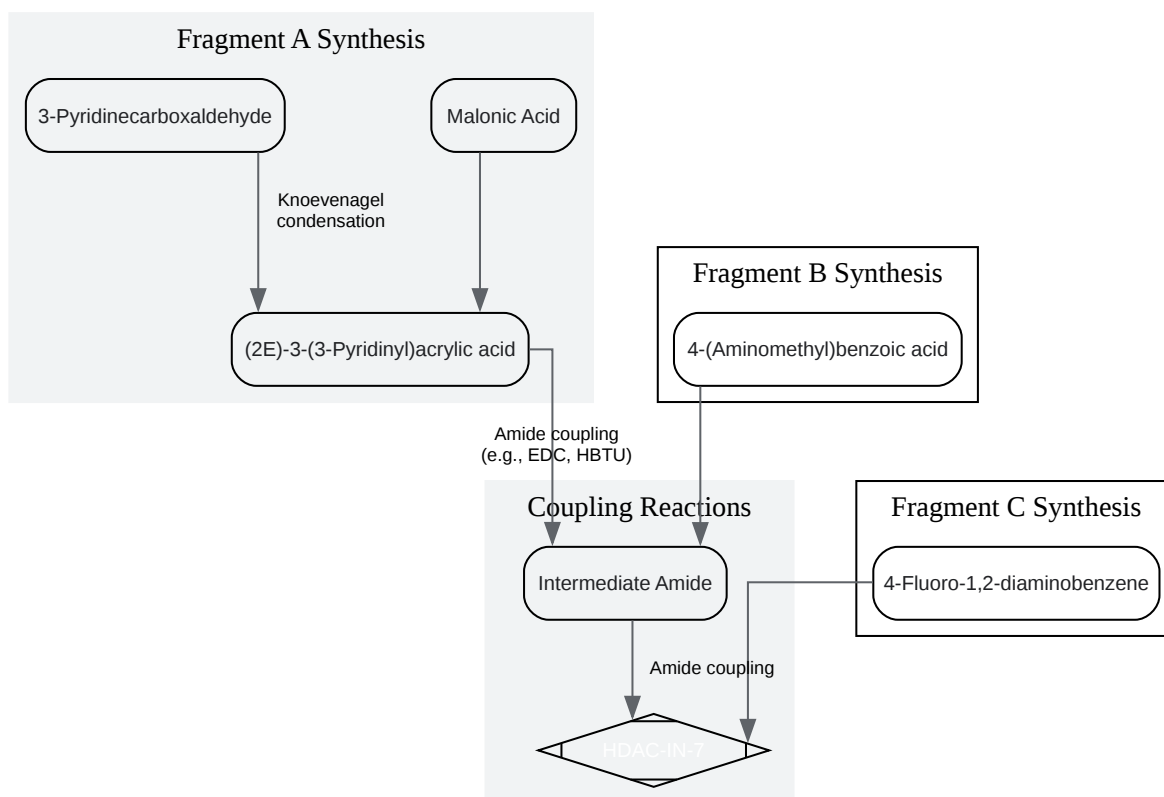 Fragment A Synthesis
3-Pyridinecarboxaldehyde
Malonic Acid
Knoevenagel
condensation
(2E)-3-(3-Pyridinyl)acrylic acid
Fragment B Synthesis
4-(Aminomethyl)benzoic acid
Amide coupling
(e.g., EDC, HBTU)
Coupling Reactions
Intermediate Amide
Fragment C Synthesis
4-Fluoro-1,2-diaminobenzene
Amide coupling
HDAC-IN-7